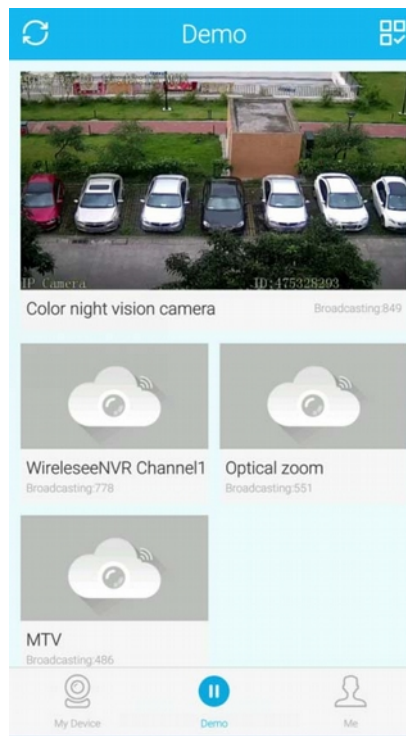 Demo
IP Camera
ID:475328293
Color night vision camera
Broadcasting:849
WireleseeNVR Channel1
Broadcasting:778
Optical zoom
Broadcasting:551
MTV
Broadcasting:486
My Device
Demo
Me